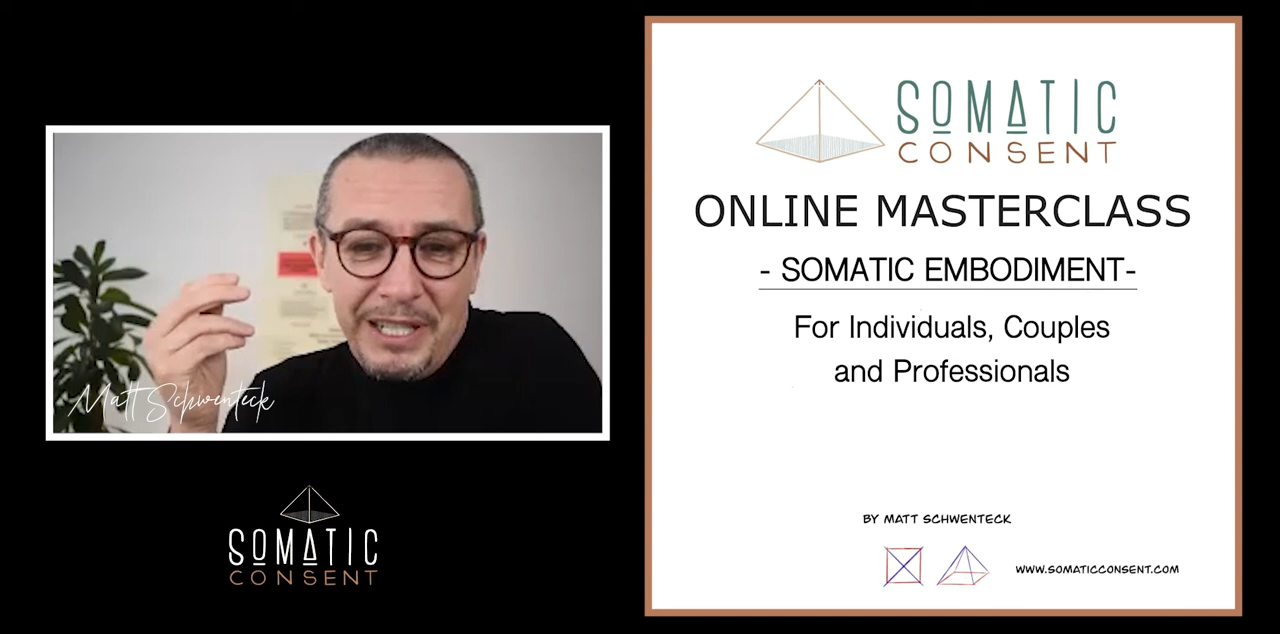 Matt Schwenteck
SOMATIC
CONSENT
SOMATIC
CONSENT
ONLINE MASTERCLASS
- SOMATIC EMBODIMENT-
For Individuals, Couples
and Professionals
BY MATT SCHWENTECK
WWW.SOMATICCONSENT.COM